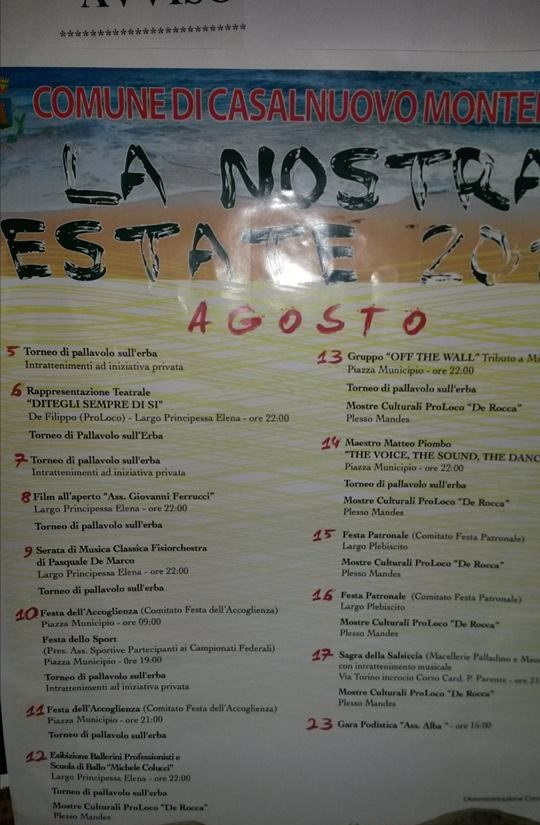 AVVISO
************************
COMUNE DI CASALNUOVO
LA NOSTRA
ESTATE
AGOSTO
5 Torneo di pallavolo sull'erba
Intrattenimenti ad iniziativa privata
6 Rappresentazione Teatrale
"DITEGLI SEMPRE DI SI"
De Filippo (ProLoco) - Largo Principessa Elena - ore 22:00
Torneo di Pallavolo sull'Erba
7 Torneo di pallavolo sull'erba
Intrattenimenti ad iniziativa privata
8 Film all'aperto "Ass. Giovanni Ferrucci"
Largo Principessa Elena - ore 22:00
Torneo di pallavolo sull'erba
9 Serata di Musica Classica Fisiorchestra
di Pasquale De Marco
Largo Principessa Elena - ore 22:00
Torneo di pallavolo sull'erba
10 Festa dell'Accoglienza (Comitato Festa dell'Accoglienza)
Piazza Municipio - ore 09:00
Festa dello Sport
(Pres. Ass. Sportive Partecipanti ai Campionati Federali)
Piazza Municipio - 0re 19:00
Torneo di pallavolo sull'erba
Intrattenimenti ad iniziativa privata
11 Festa dell'Accoglienza (Comitato Festa dell'Accoglienza)
Piazza Municipio - ore 21:00
Torneo di pallavolo sull'erba
12 Esibizione Ballerini Professionisti e
Scuola di Ballo "Michele Colucci"
Largo Principessa Elena - ore 22:00
Torneo di pallavolo sull'erba
Mostre Culturali ProLoco "De Rocca"
Plesso Mandes
13 Gruppo "OFF THE WALL" Tributo a
Piazza Municipio - ore 22:00
Torneo di pallavolo sull'erba
Mostre Culturali ProLoco "De Rocca"
Plesso Mandes
14 Maestro Matteo Piombo
"THE VOICE, THE SOUND, THE DANC
Piazza Municipio - ore 22:00
Torneo di pallavolo sull'erba
Mostre Culturali ProLoco "De Rocca"
Plesso Mandes
15 Festa Patronale (Comitato Festa Patronale)
Largo Plebiscito
Mostre Culturali ProLoco "De Rocca"
Plesso Mandes
16 Festa Patronale (Comitato Festa Patronale)
Largo Plebiscito
Mostre Culturali ProLoco "De Rocca"
Plesso Mandes
17 Sagra della Salsiccia (Macellerie Palladino e
con intrattenimento musicale
Via Torino incrocio Corso Card. P. Parente - ore 21
Mostre Culturali ProLoco "De Rocca"
Plesso Mandes
23 Gara Podistica "Ass. Alba" - ore 16:00
L'Amministrazione